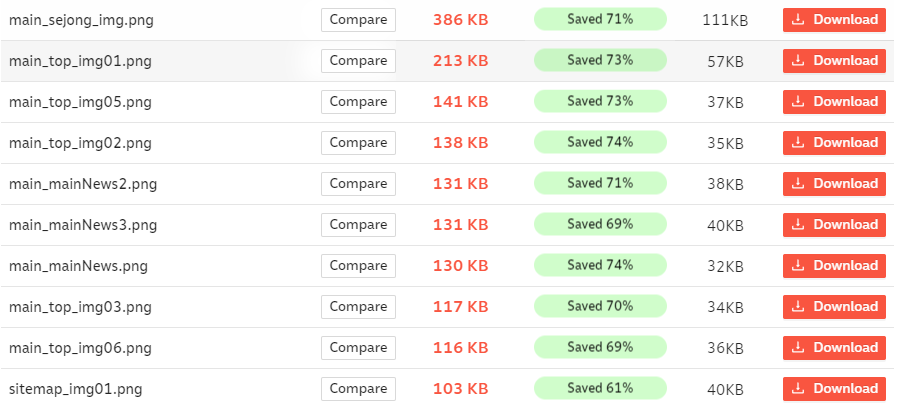 main_sejong_img.png Compare 386 KB Saved 71% 111KB Download
main_top_img01.png Compare 213 KB Saved 73% 57KB Download
main_top_img05.png Compare 141 KB Saved 73% 37KB Download
main_top_img02.png Compare 138 KB Saved 74% 35KB Download
main_mainNews2.png Compare 131 KB Saved 71% 38KB Download
main_mainNews3.png Compare 131 KB Saved 69% 40KB Download
main_mainNews.png Compare 130 KB Saved 74% 32KB Download
main_top_img03.png Compare 117 KB Saved 70% 34KB Download
main_top_img06.png Compare 116 KB Saved 69% 36KB Download
sitemap_img01.png Compare 103 KB Saved 61% 40KB Download